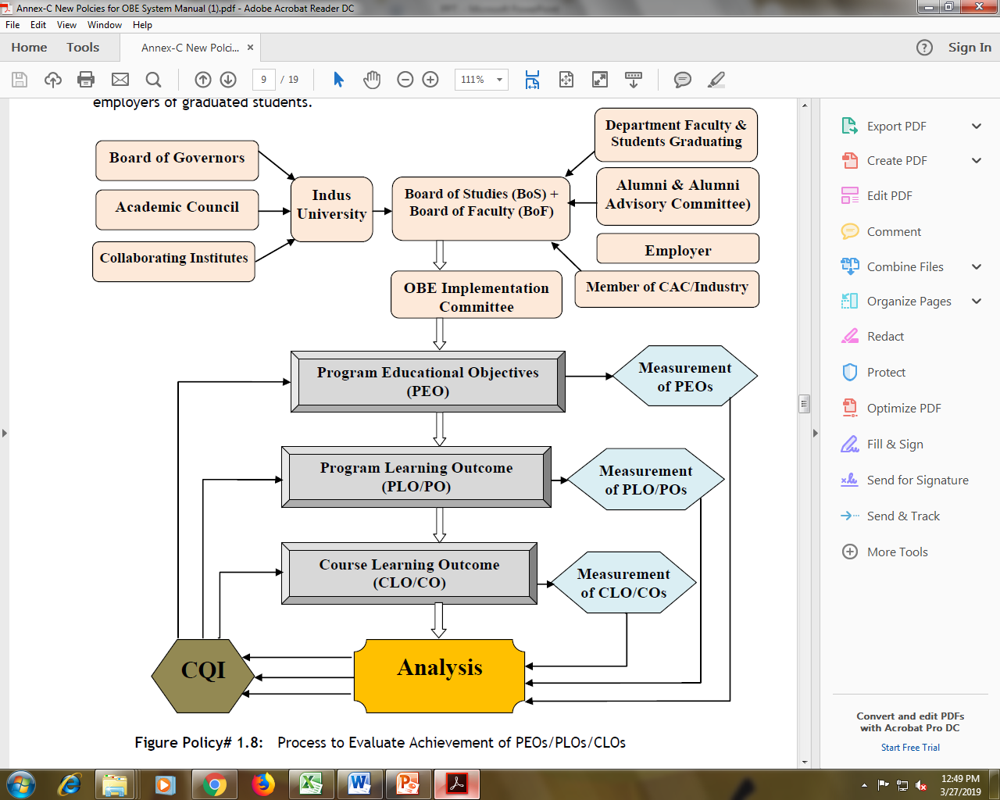 Annex-C New Polcies for OBE System Manual (1).pdf - Adobe Acrobat Reader DC
File Edit View Window Help
Home Tools Annex-C New Polci... × Sign In
9 / 19 111%
employers of graduated students.
Board of Governors
Academic Council
Collaborating Institutes
Indus
University
Board of Studies (BoS) +
Board of Faculty (BoF)
Department Faculty &
Students Graduating
Alumni & Alumni
Advisory Committee)
Employer
Member of CAC/Industry
OBE Implementation
Committee
Program Educational Objectives
(PEO)
Measurement
of PEOs
Program Learning Outcome
(PLO/PO)
Measurement
of PLO/POs
Course Learning Outcome
(CLO/CO)
Measurement
of CLO/COs
CQI
Analysis
Figure Policy# 1.8: Process to Evaluate Achievement of PEOs/PLOs/CLOs
Export PDF
Create PDF
Edit PDF
Comment
Combine Files
Organize Pages
Redact
Protect
Optimize PDF
Fill & Sign
Send for Signature
Send & Track
More Tools
Convert and edit PDFs
with Acrobat Pro DC
Start Free Trial
12:49 PM
3/27/2019